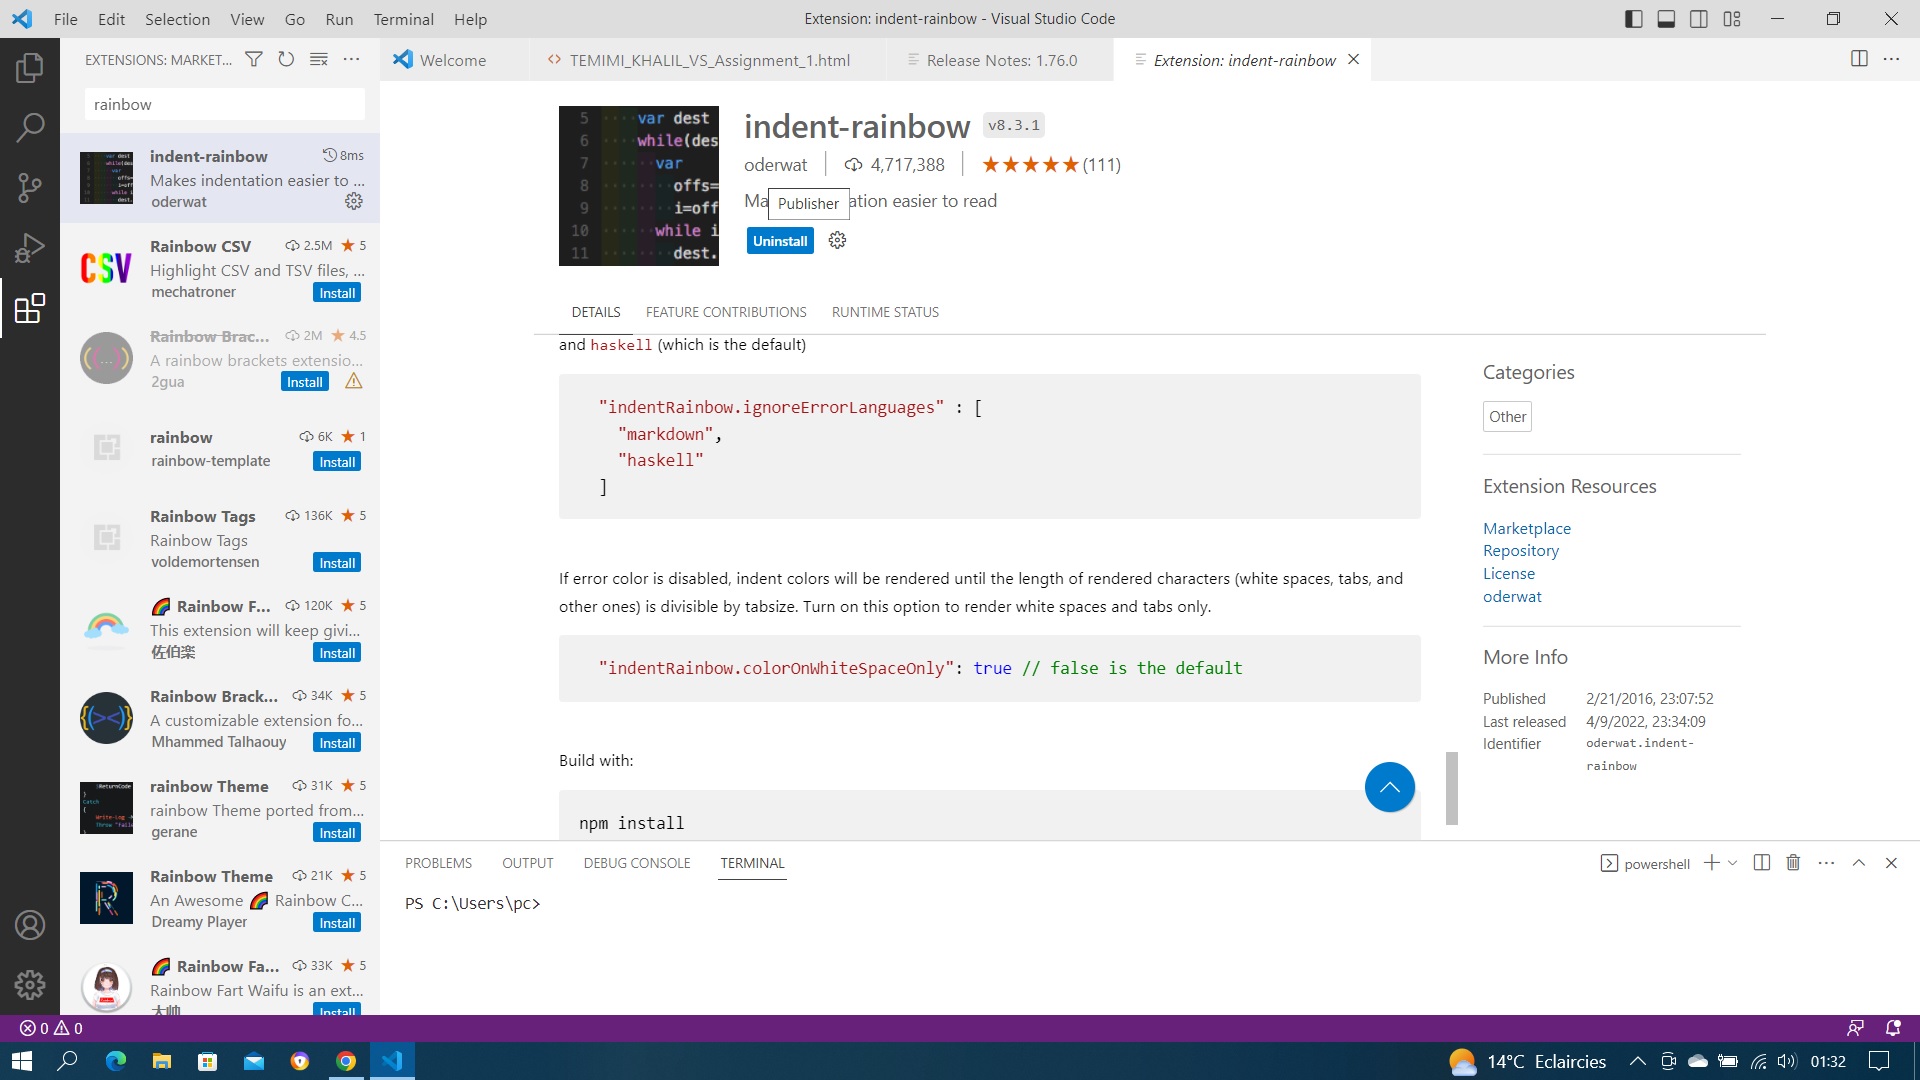 File Edit Selection View Go Run Terminal Help
Extension: indent-rainbow - Visual Studio Code
EXTENSIONS: MARKET...
Welcome
TEMIMI_KHALIL_VS_Assignment_1.html
Release Notes: 1.76.0
Extension: indent-rainbow
rainbow
indent-rainbow 8ms
Makes indentation easier to ...
oderwat
Rainbow CSV 2.5M ★ 5
Highlight CSV and TSV files, ...
mechatroner Install
CSV
Rainbow Brac... 2M ★ 4.5
A rainbow brackets extensio...
2gua Install
rainbow 6K ★ 1
rainbow-template Install
Rainbow Tags 136K ★ 5
Rainbow Tags
voldemortensen Install
🌈 Rainbow F... 120K ★ 5
This extension will keep givi...
佐伯楽 Install
Rainbow Brack... 34K ★ 5
A customizable extension fo...
Mhammed Talhaouy Install
rainbow Theme 31K ★ 5
rainbow Theme ported from...
gerane Install
Rainbow Theme 21K ★ 5
An Awesome 🌈 Rainbow C...
Dreamy Player Install
🌈 Rainbow Fa... 33K ★ 5
Rainbow Fart Waifu is an ext...
大帅 Install
5 var dest
6 while(des
7 var
8 offs=
9 i=off
10 while i
11 dest.
indent-rainbow v8.3.1
oderwat 4,717,388 ★★★★★(111)
Ma ation easier to read
Publisher
Uninstall
DETAILS FEATURE CONTRIBUTIONS RUNTIME STATUS
and haskell (which is the default)
"indentRainbow.ignoreErrorLanguages" : [
"markdown",
"haskell"
]
If error color is disabled, indent colors will be rendered until the length of rendered characters (white spaces, tabs, and
other ones) is divisible by tabsize. Turn on this option to render white spaces and tabs only.
"indentRainbow.colorOnWhiteSpaceOnly": true // false is the default
Build with:
npm install
Categories
Other
Extension Resources
Marketplace
Repository
License
oderwat
More Info
Published 2/21/2016, 23:07:52
Last released 4/9/2022, 23:34:09
Identifier oderwat.indent-
rainbow
PROBLEMS OUTPUT DEBUG CONSOLE TERMINAL
powershell
PS C:\Users\pc>
0 0
14°C Eclaircies
01:32